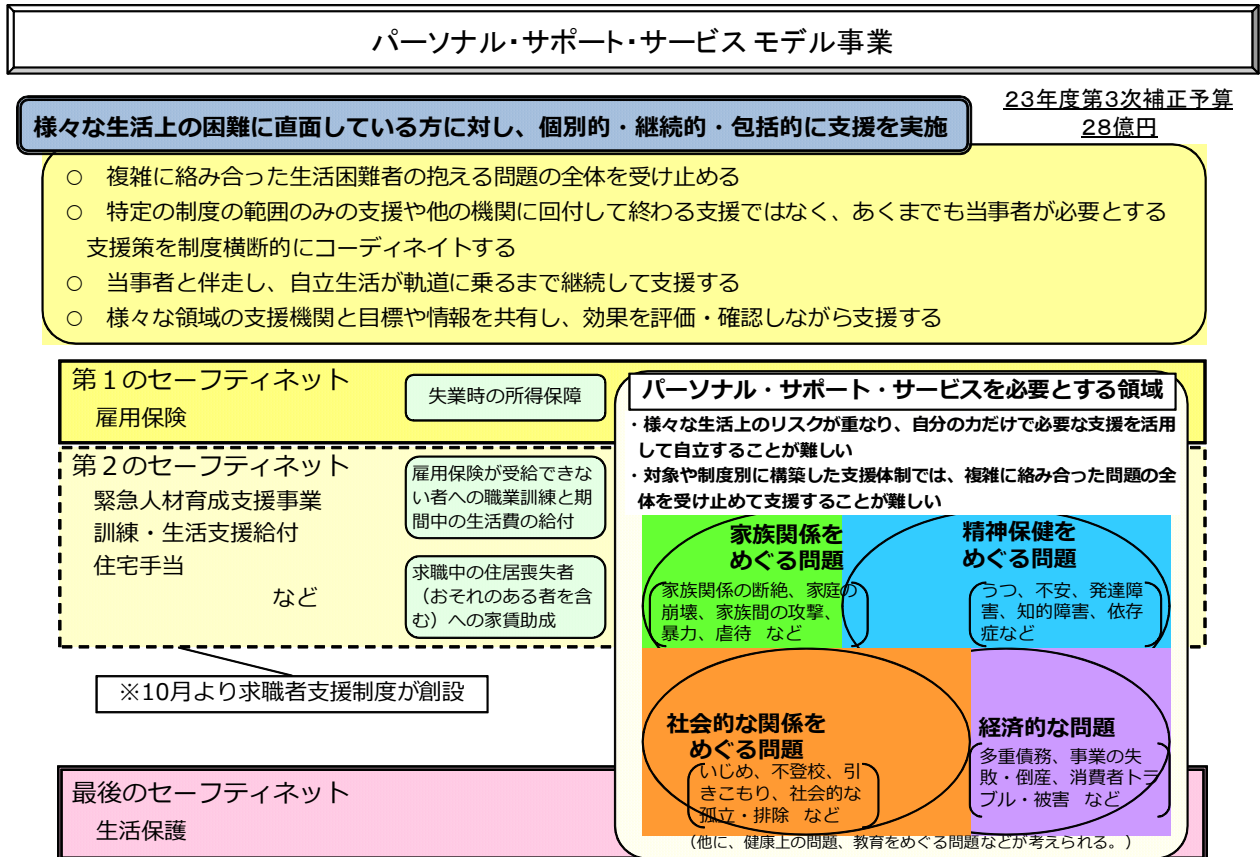 パーソナル・サポート・サービス モデル事業
23年度第3次補正予算
28億円
様々な生活上の困難に直面している方に対し、個別的・継続的・包括的に支援を実施
○　複雑に絡み合った生活困難者の抱える問題の全体を受け止める
○　特定の制度の範囲のみの支援や他の機関に回付して終わる支援ではなく、あくまでも当事者が必要とする
支援策を制度横断的にコーディネイトする
○　当事者と伴走し、自立生活が軌道に乗るまで継続して支援する
○　様々な領域の支援機関と目標や情報を共有し、効果を評価・確認しながら支援する
第１のセーフティネット
雇用保険
失業時の所得保障
第２のセーフティネット
緊急人材育成支援事業
訓練・生活支援給付
住宅手当
など
雇用保険が受給できな
い者への職業訓練と期
間中の生活費の給付
求職中の住居喪失者
（おそれのある者を含
む）への家賃助成
※10月より求職者支援制度が創設
最後のセーフティネット
生活保護
パーソナル・サポート・サービスを必要とする領域
・様々な生活上のリスクが重なり、自分の力だけで必要な支援を活用
して自立することが難しい
・対象や制度別に構築した支援体制では、複雑に絡み合った問題の全
体を受け止めて支援することが難しい
家族関係を
めぐる問題
家族関係の断絶、家庭の
崩壊、家族間の攻撃、
暴力、虐待　など
精神保健を
めぐる問題
うつ、不安、発達障
害、知的障害、依存
症など
社会的な関係を
めぐる問題
いじめ、不登校、引
きこもり、社会的な
孤立・排除　など
経済的な問題
多重債務、事業の失
敗・倒産、消費者トラ
ブル・被害　など
（他に、健康上の問題、教育をめぐる問題などが考えられる。）